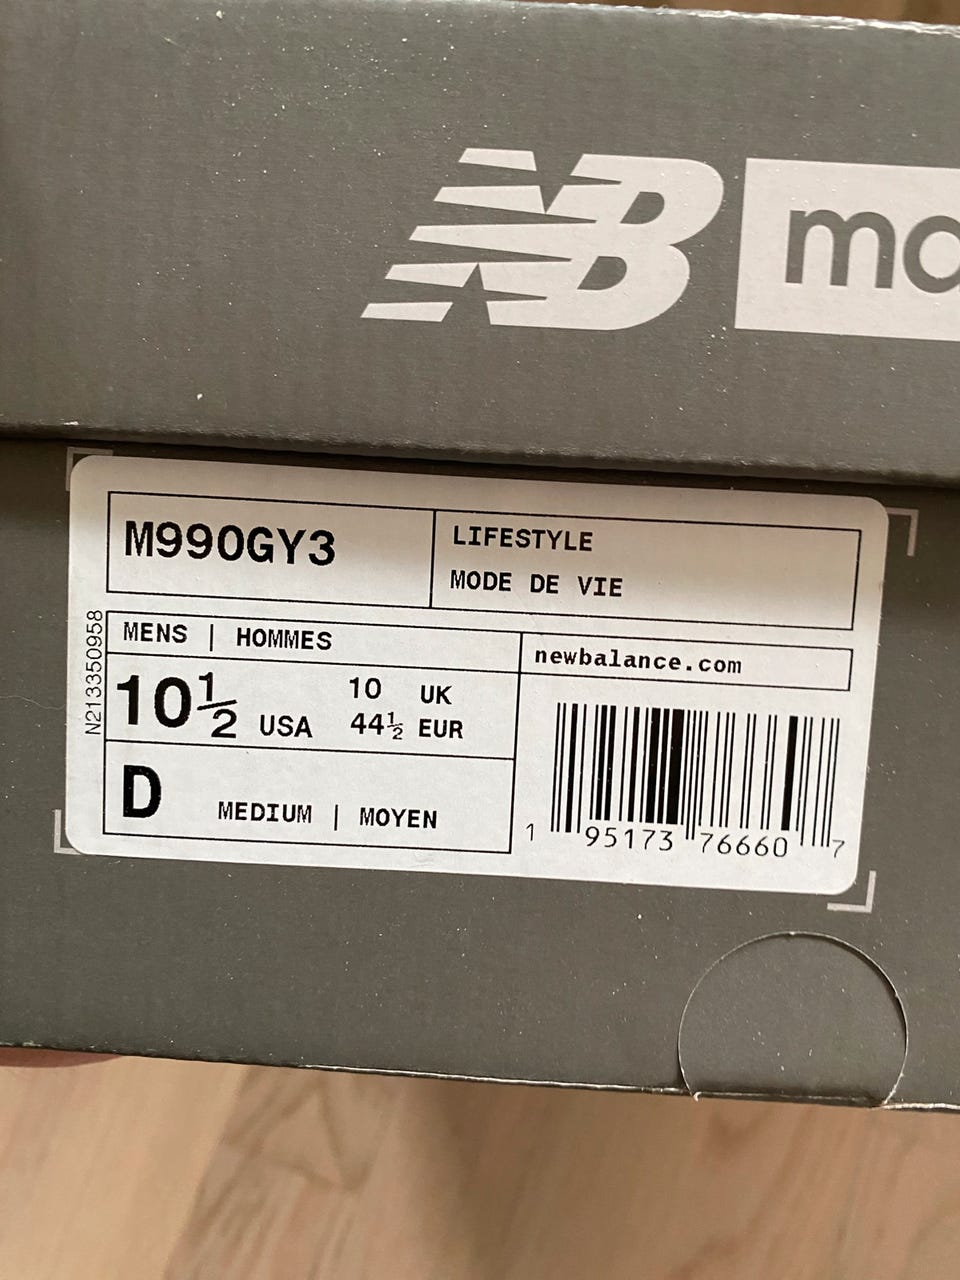 NB
M990GY3
LIFESTYLE
MODE DE VIE
N213350958
MENS | HOMMES
newbalance.com
10½ USA
10 UK
44½ EUR
D
MEDIUM | MOYEN
1 95173 76660 7